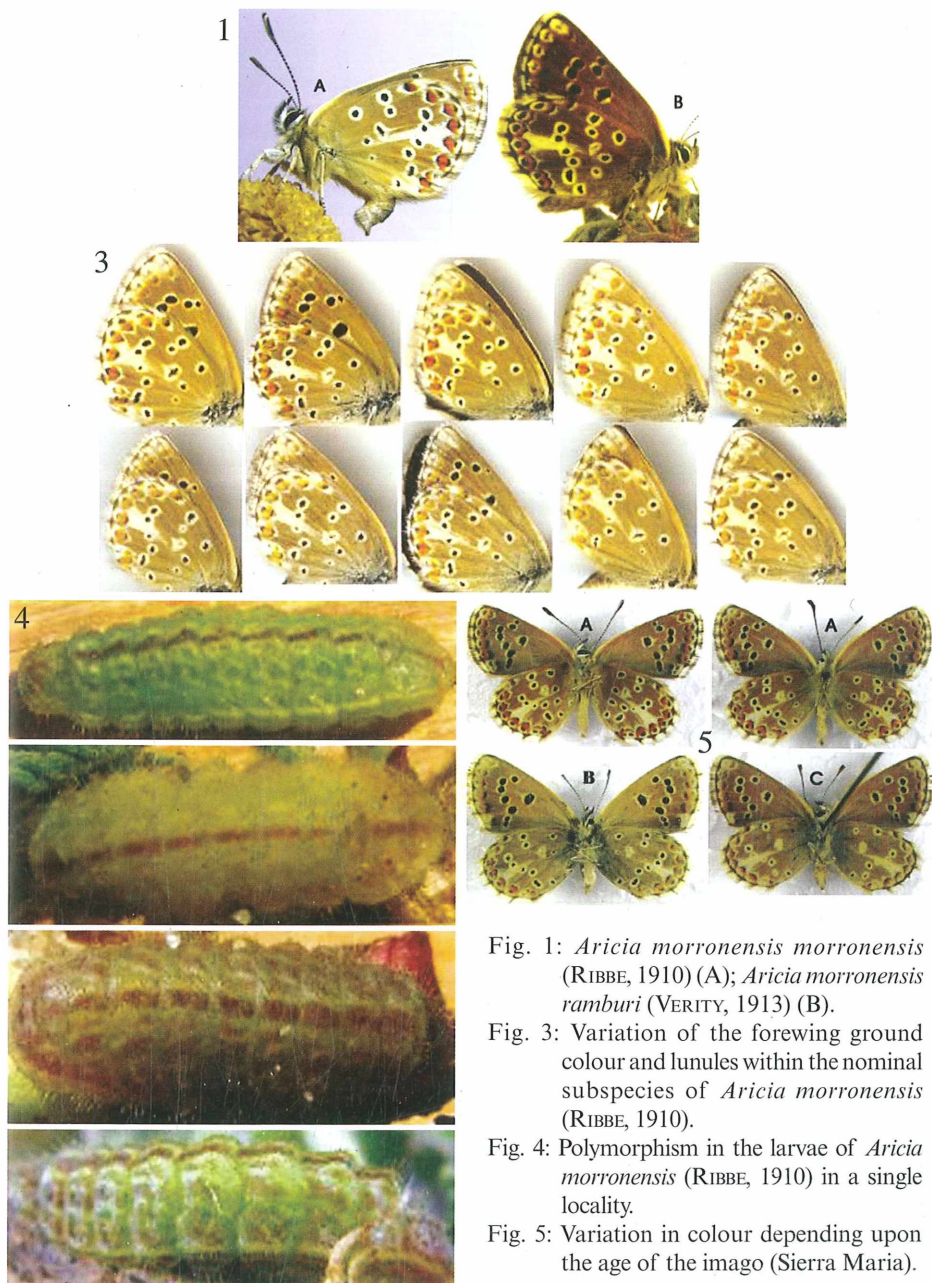 1
A
B
3
4
A
A
5
B
C
Fig. 1: Aricia morronensis morronensis
(RIBBE, 1910) (A); Aricia morronensis
ramburi (VERITY, 1913) (B).
Fig. 3: Variation of the forewing ground
colour and lunules within the nominal
subspecies of Aricia morronensis
(RIBBE, 1910).
Fig. 4: Polymorphism in the larvae of Aricia
morronensis (RIBBE, 1910) in a single
locality.
Fig. 5: Variation in colour depending upon
the age of the imago (Sierra Maria).